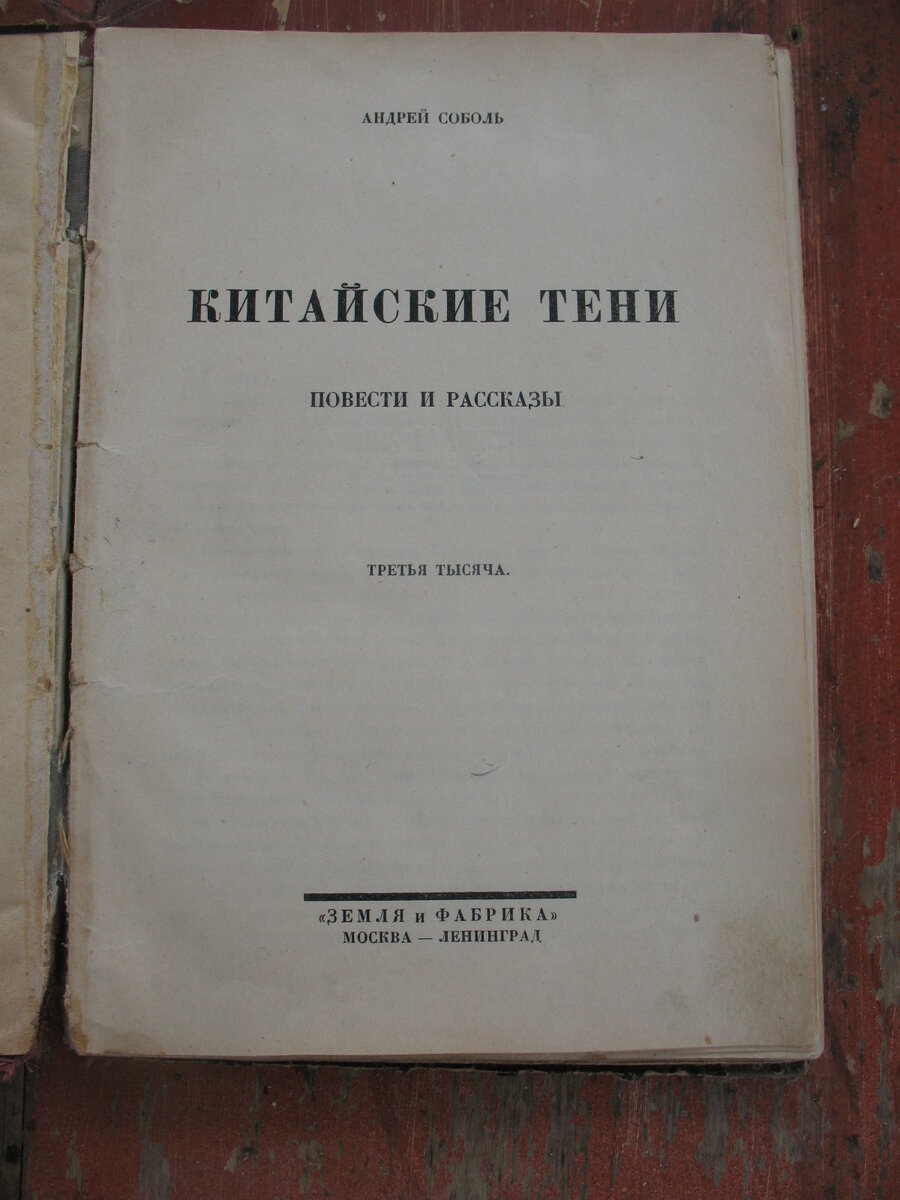 АНДРЕЙ СОБОЛЬ
КИТАЙСКИЕ ТЕНИ
ПОВЕСТИ И РАССКАЗЫ
ТРЕТЬЯ ТЫСЯЧА.
«ЗЕМЛЯ и ФАБРИКА»
МОСКВА — ЛЕНИНГРАД